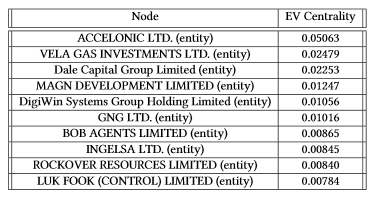 Node EV Centrality
ACCELONIC LTD. (entity) 0.05063
VELA GAS INVESTMENTS LTD. (entity) 0.02479
Dale Capital Group Limited (entity) 0.02253
MAGN DEVELOPMENT LIMITED (entity) 0.01247
DigiWin Systems Group Holding Limited (entity) 0.01056
GNG LTD. (entity) 0.01016
BOB AGENTS LIMITED (entity) 0.00865
INGELSA LTD. (entity) 0.00845
ROCKOVER RESOURCES LIMITED (entity) 0.00840
LUK FOOK (CONTROL) LIMITED (entity) 0.00784